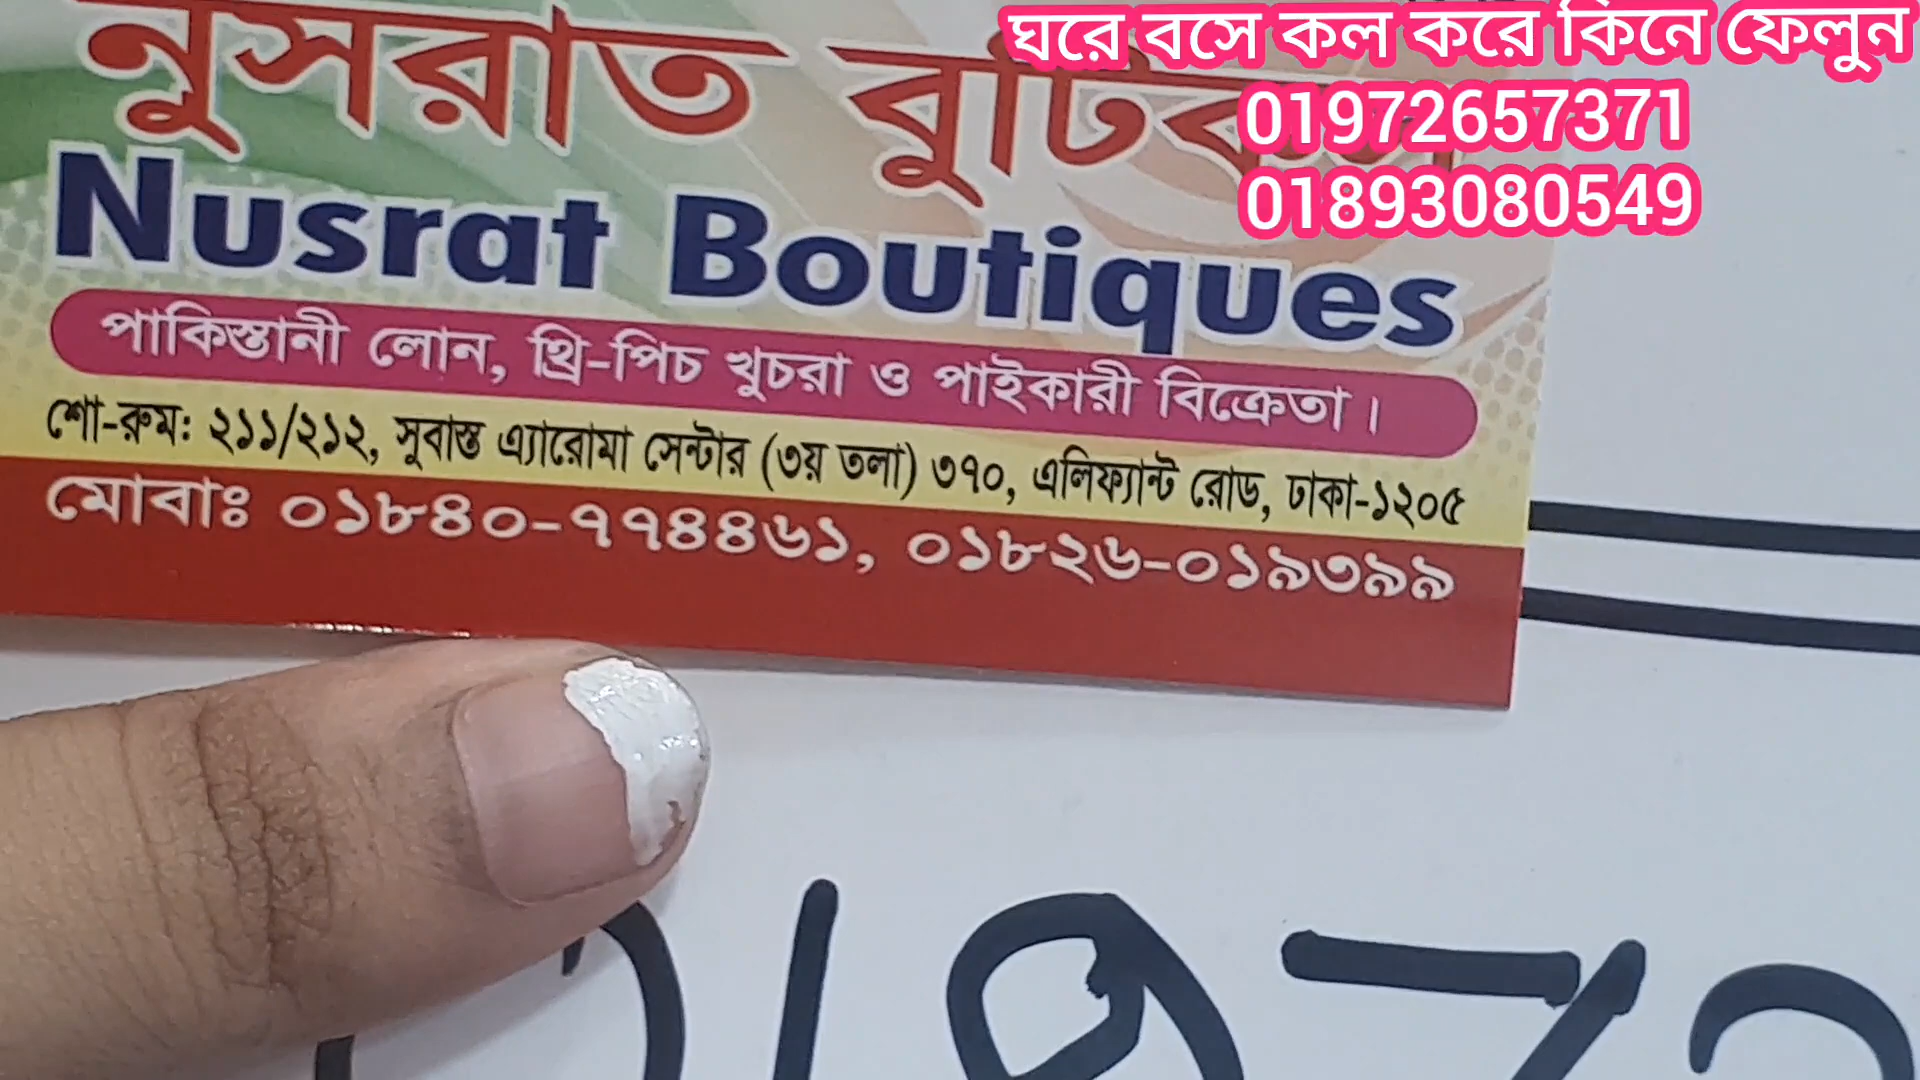 ঘরে বসে কল করে কিনে ফেলুন
01972657371
01893080549
নুসরাত
Nusrat Boutiques
পাকিস্তানী লোন, থ্রি-পিচ খুচরা ও পাইকারী বিক্রেতা।
শো-রুম: ২১১/২১২, সুবাস্ত এ্যারোমা সেন্টার (৩য় তলা) ৩৭০, এলিফ্যান্ট রোড, ঢাকা-১২০৫
মোবাঃ ০১৮৪০-৭৭৪৪৬১, ০১৮২৬-০১৯৩৯৯